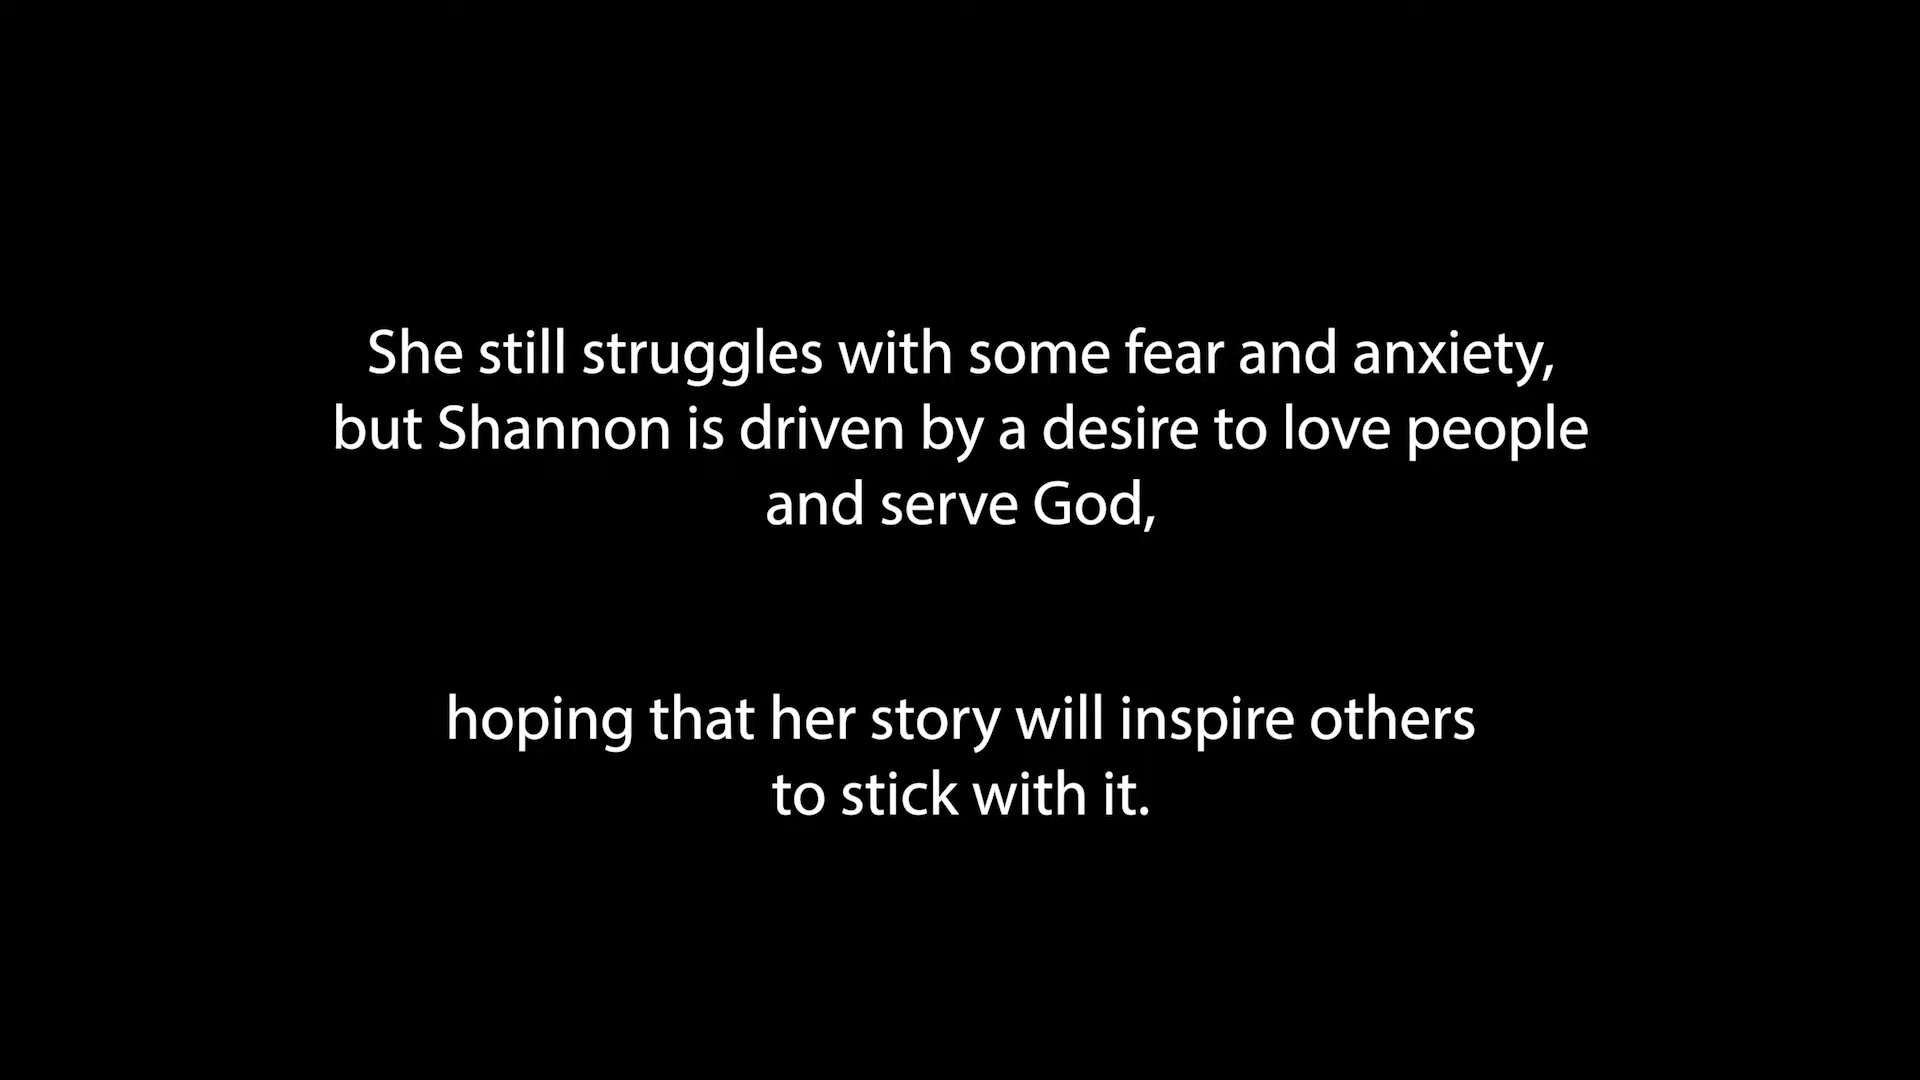 She still struggles with some fear and anxiety,
but Shannon is driven by a desire to love people
and serve God,
hoping that her story will inspire others
to stick with it.